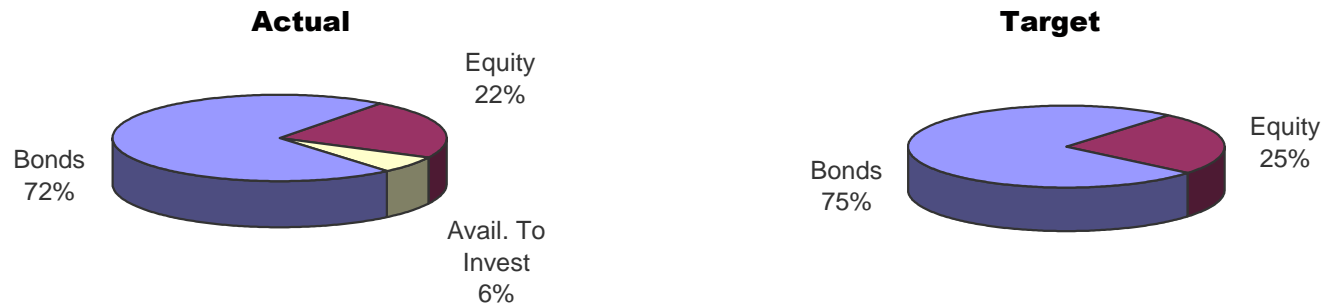 Actual
Equity
22%
Bonds
72%
Avail. To
Invest
6%
Target
Equity
25%
Bonds
75%